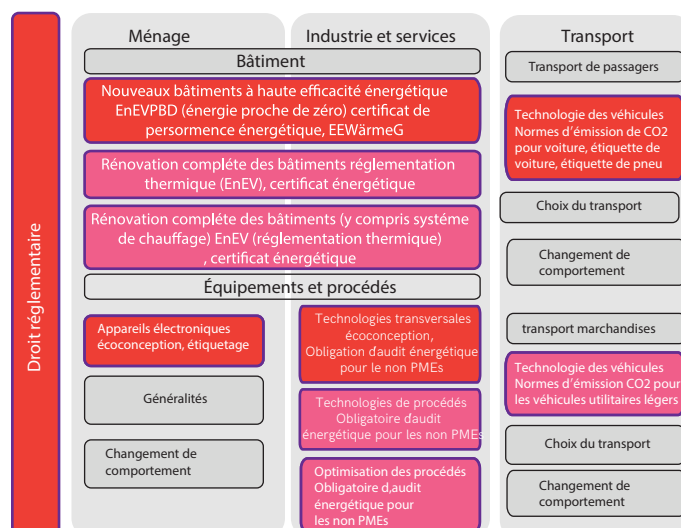 Droit réglementaire
Ménage
Industrie et services
Transport
Bâtiment
Nouveaux bâtiments à haute efficacité énergétique
EnEVPBD (énergie proche de zéro) certificat de
persormence énergétique, EEWärmeG
Rénovation compléte des bâtiments réglementation
thermique (EnEV), certificat énergétique
Rénovation compléte des bâtiments (y compris systéme
de chauffage) EnEV (réglementation thermique)
, certificat énergétique
Équipements et procédés
Appareils électroniques
écoconception, étiquetage
Généralités
Changement de
comportement
Technologies transversales
écoconception,
Obligation d'audit énergétique
pour le non PMEs
Technologies de procédés
Obligatoire d'audit
énergétique pour les non PMEs
Optimisation des procédés
Obligatoire d,audit
énergétique pour
les non PMEs
Transport de passagers
Technologie des véhicules
Normes d'émission de CO2
pour voiture, étiquette de
voiture, étiquette de pneu
Choix du transport
Changement de
comportement
transport marchandises
Technologie des véhicules
Normes d'émission CO2 pour
les véhicules utilitaires légers
Choix du transport
Changement de
comportement